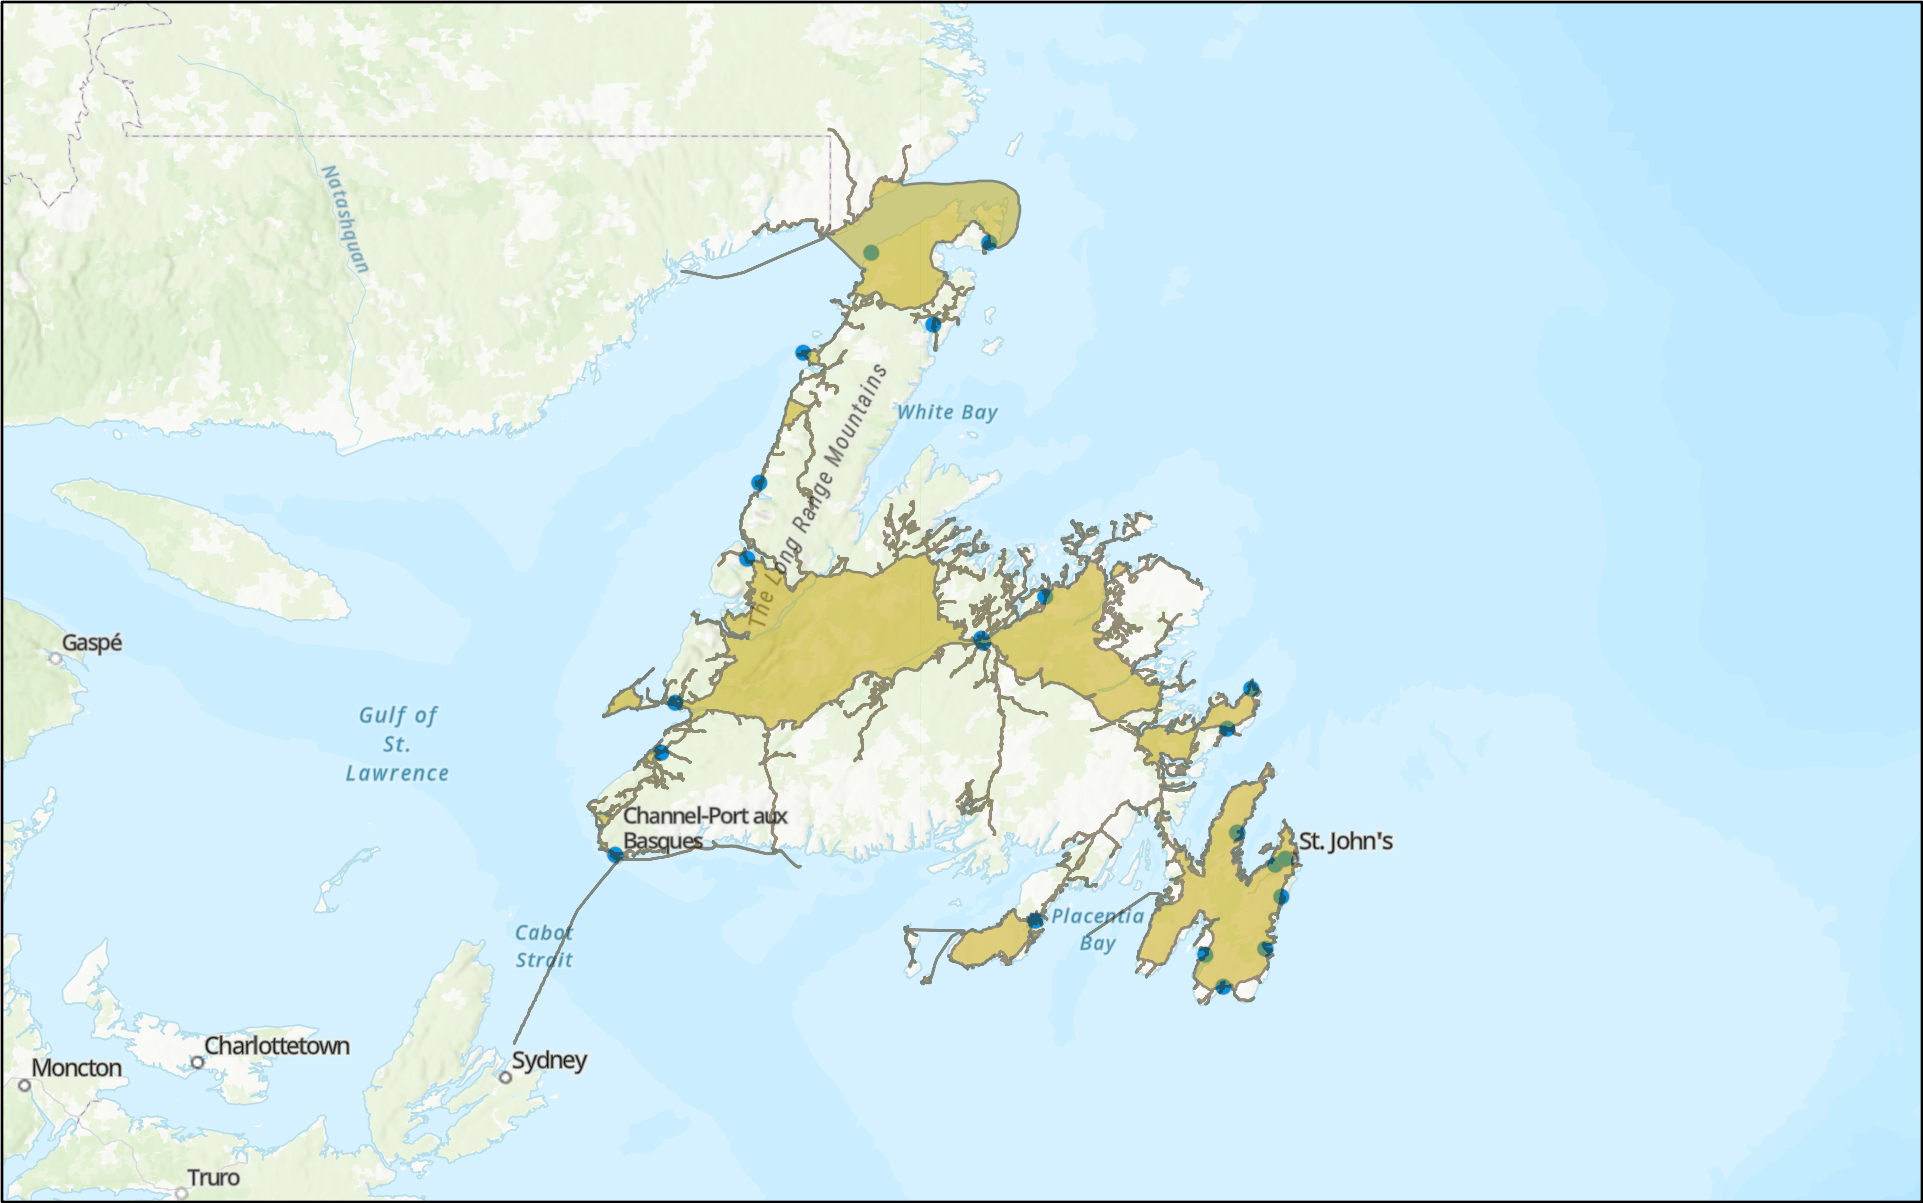 Natashquan
White Bay
The Long Range Mountains
Gaspé
Gulf of
St.
Lawrence
Channel-Port aux
Basques
St. John's
Placentia
Bay
Cabot
Strait
Charlottetown
Sydney
Moncton
Truro